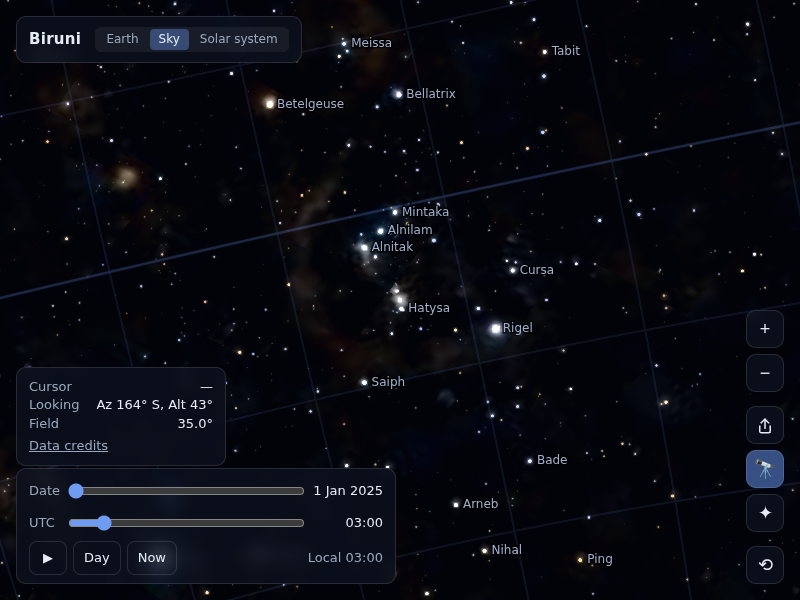 Biruni Earth Sky Solar system
Meissa
Tabit
Betelgeuse
Bellatrix
Mintaka
Alnilam
Alnitak
Cursa
Hatysa
Rigel
Saiph
Bade
Arneb
Nihal
Ping
Cursor —
Looking Az 164° S, Alt 43°
Field 35.0°
Data credits
Date 1 Jan 2025
UTC 03:00
Day Now Local 03:00
+
−